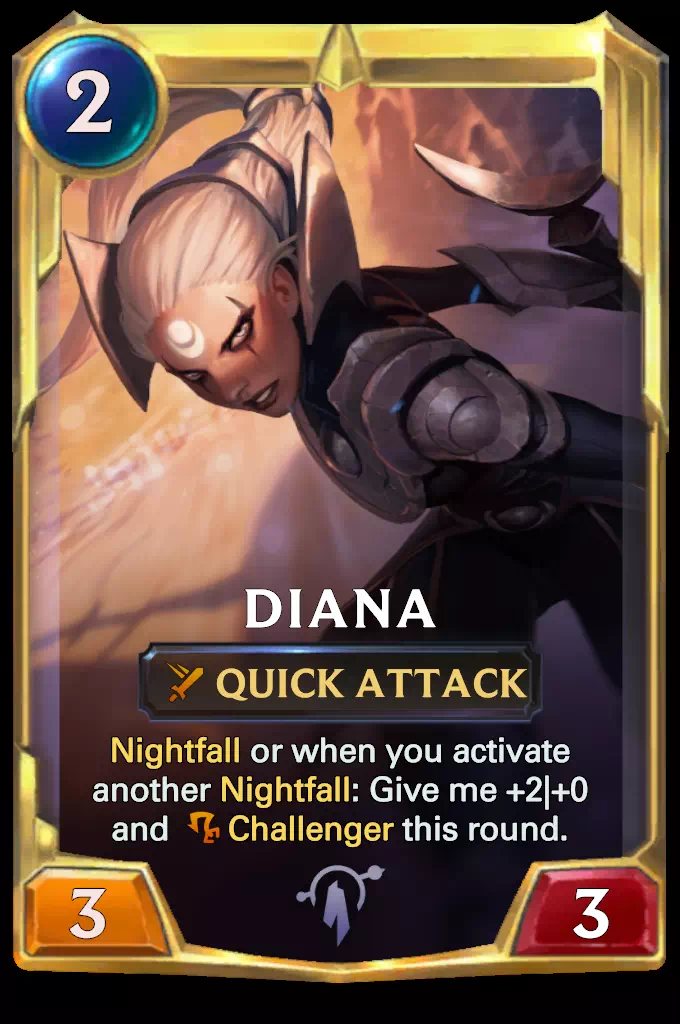 2
DIANA
QUICK ATTACK
Nightfall or when you activate
another Nightfall: Give me +2|+0
and Challenger this round.
3 3